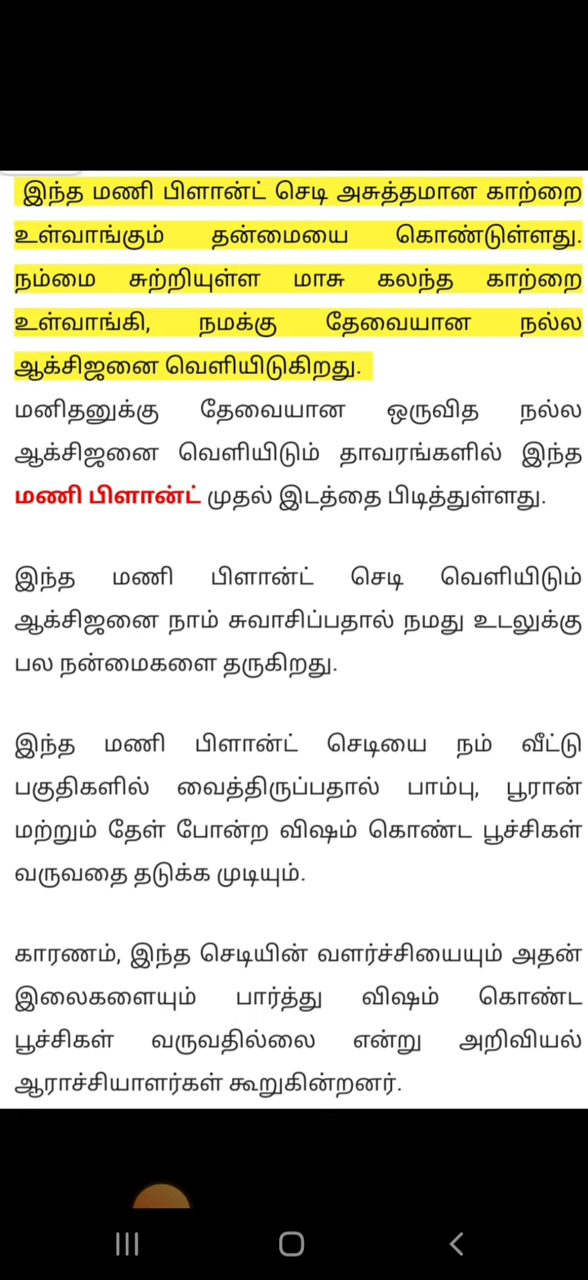 இந்த மணி பிளான்ட் செடி அசுத்தமான காற்றை
உள்வாங்கும் தன்மையை கொண்டுள்ளது.
நம்மை சுற்றியுள்ள மாசு கலந்த காற்றை
உள்வாங்கி, நமக்கு தேவையான நல்ல
ஆக்சிஜனை வெளியிடுகிறது.
மனிதனுக்கு தேவையான ஒருவித நல்ல
ஆக்சிஜனை வெளியிடும் தாவரங்களில் இந்த
மணி பிளான்ட் முதல் இடத்தை பிடித்துள்ளது.
இந்த மணி பிளான்ட் செடி வெளியிடும்
ஆக்சிஜனை நாம் சுவாசிப்பதால் நமது உடலுக்கு
பல நன்மைகளை தருகிறது.
இந்த மணி பிளான்ட் செடியை நம் வீட்டு
பகுதிகளில் வைத்திருப்பதால் பாம்பு, பூரான்
மற்றும் தேள் போன்ற விஷம் கொண்ட பூச்சிகள்
வருவதை தடுக்க முடியும்.
காரணம், இந்த செடியின் வளர்ச்சியையும் அதன்
இலைகளையும் பார்த்து விஷம் கொண்ட
பூச்சிகள் வருவதில்லை என்று அறிவியல்
ஆராச்சியாளர்கள் கூறுகின்றனர்.